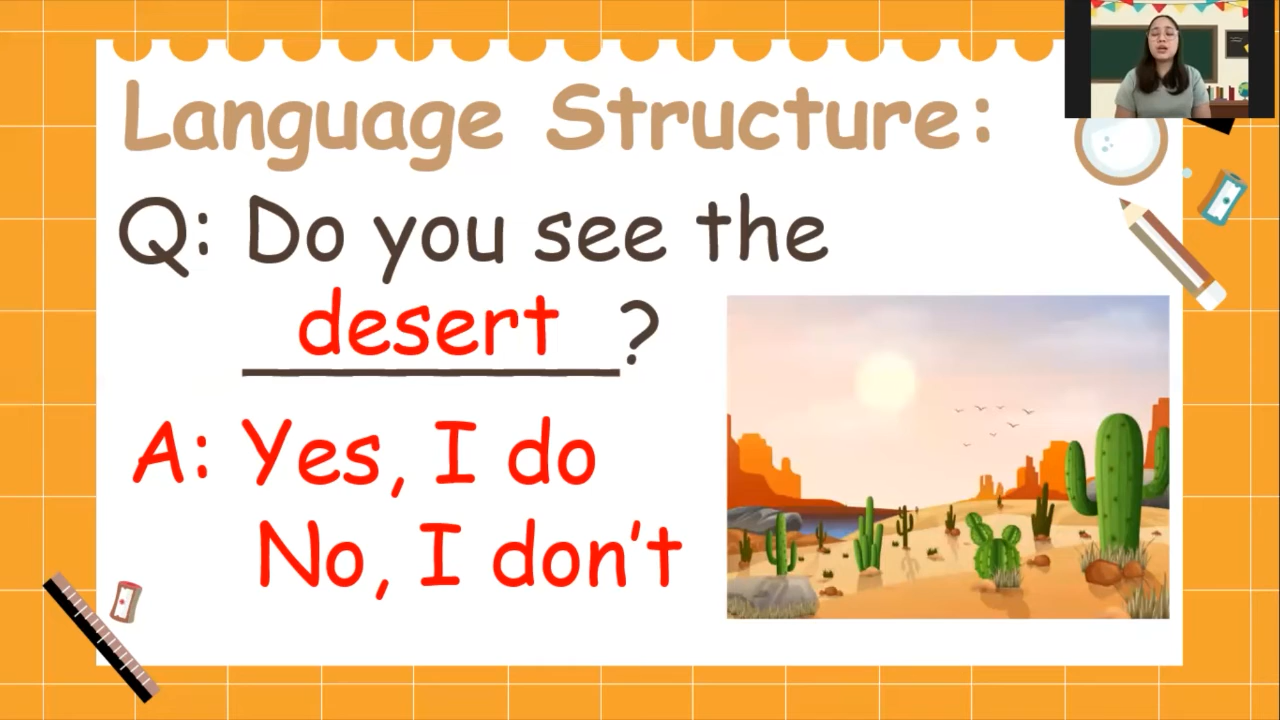 Language Structure:
Q: Do you see the
desert?
A: Yes, I do
No, I don't